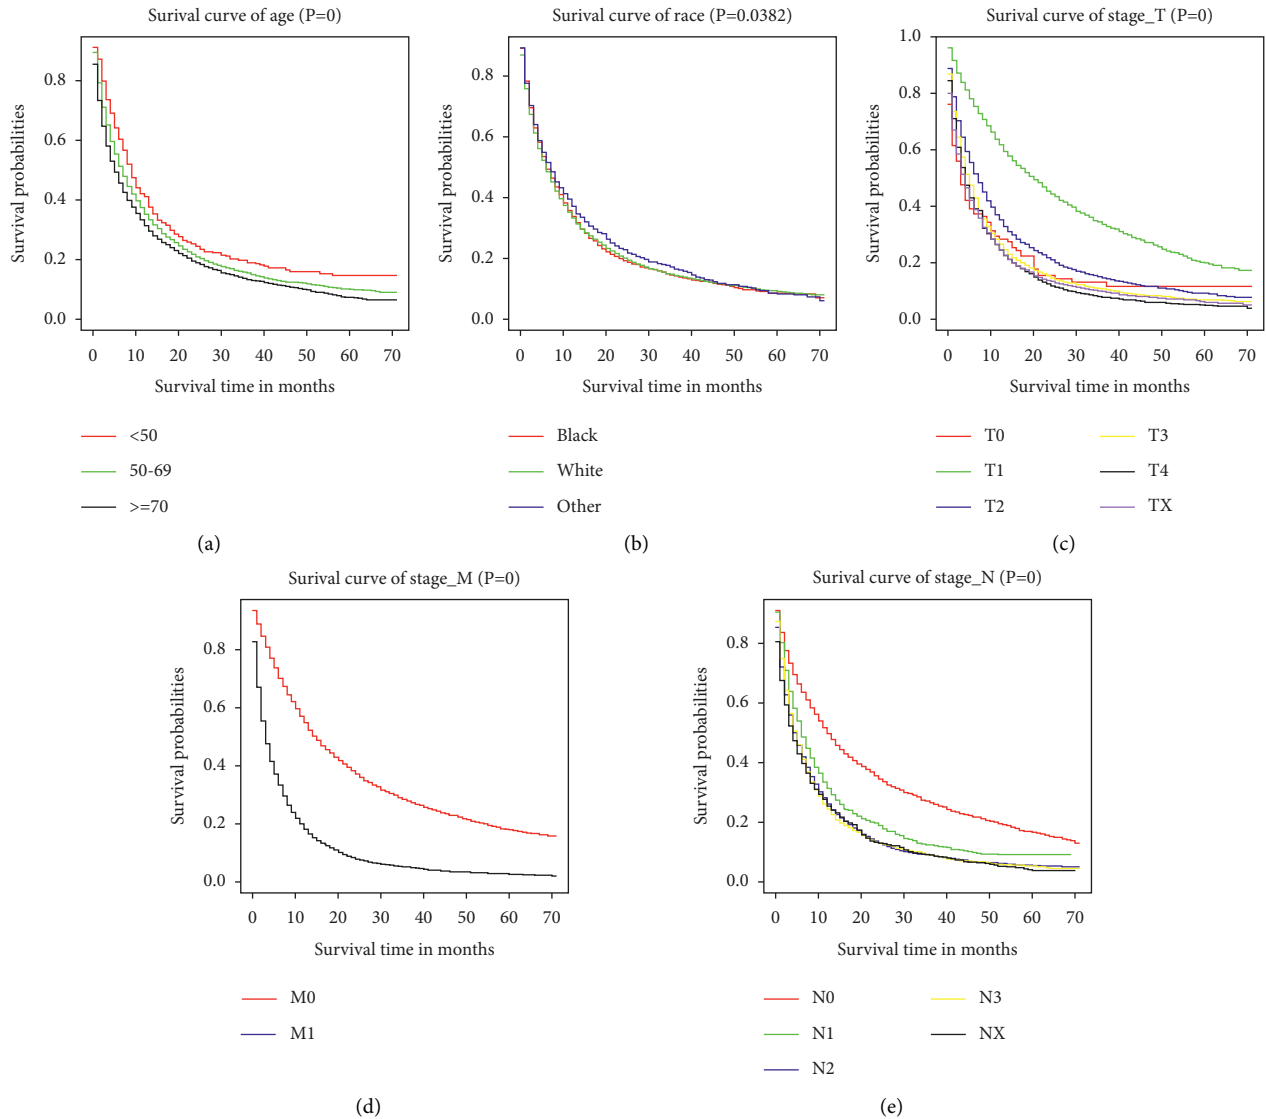 Surival curve of age (P=0)
Survival probabilities
0.8
0.6
0.4
0.2
0.0
0 10 20 30 40 50 60 70
Survival time in months
<50
50-69
>=70
(a)
Surival curve of race (P=0.0382)
Survival probabilities
0.8
0.6
0.4
0.2
0.0
0 10 20 30 40 50 60 70
Survival time in months
Black
White
Other
(b)
Surival curve of stage_T (P=0)
Survival probabilities
1.0
0.8
0.6
0.4
0.2
0.0
0 10 20 30 40 50 60 70
Survival time in months
T0 T3
T1 T4
T2 TX
(c)
Surival curve of stage_M (P=0)
Survival probabilities
0.8
0.6
0.4
0.2
0.0
0 10 20 30 40 50 60 70
Survival time in months
M0
M1
(d)
Surival curve of stage_N (P=0)
Survival probabilities
0.8
0.6
0.4
0.2
0.0
0 10 20 30 40 50 60 70
Survival time in months
N0 N3
N1 NX
N2
(e)